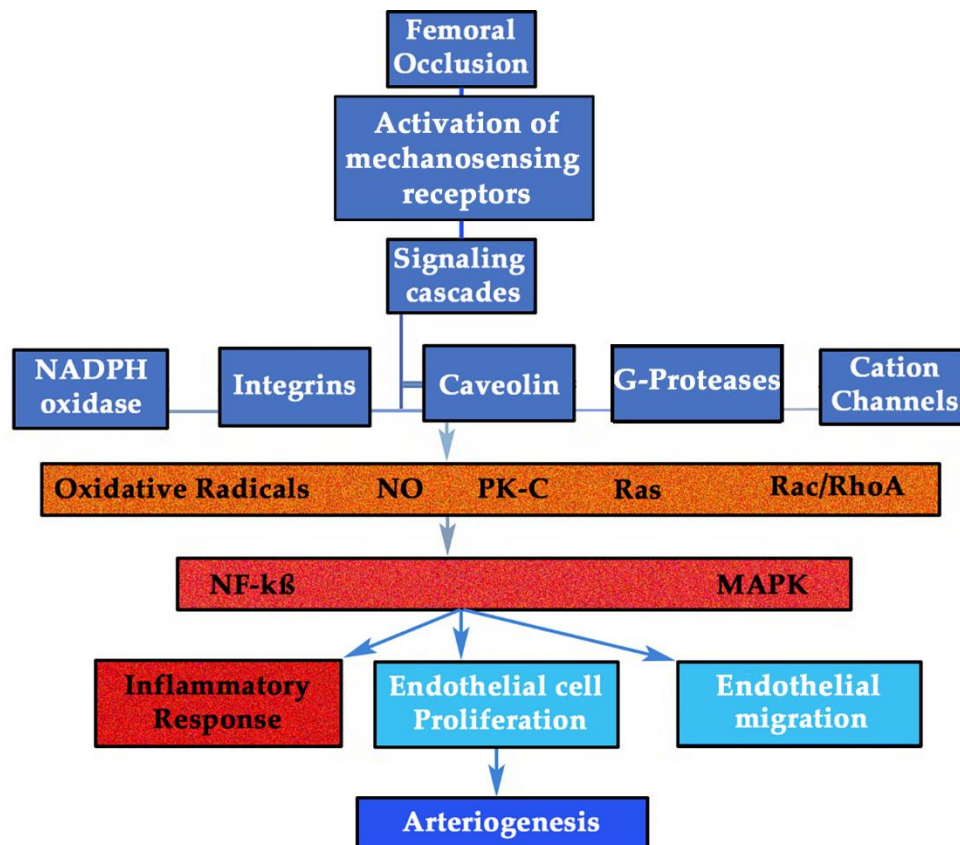 Femoral
Occlusion
Activation of
mechanosensing
receptors
Signaling
cascades
NADPH
oxidase
Integrins
Caveolin
G-Proteases
Cation
Channels
Oxidative Radicals NO PK-C Ras Rac/RhoA
NF-kß MAPK
Inflammatory
Response
Endothelial cell
Proliferation
Endothelial
migration
Arteriogenesis